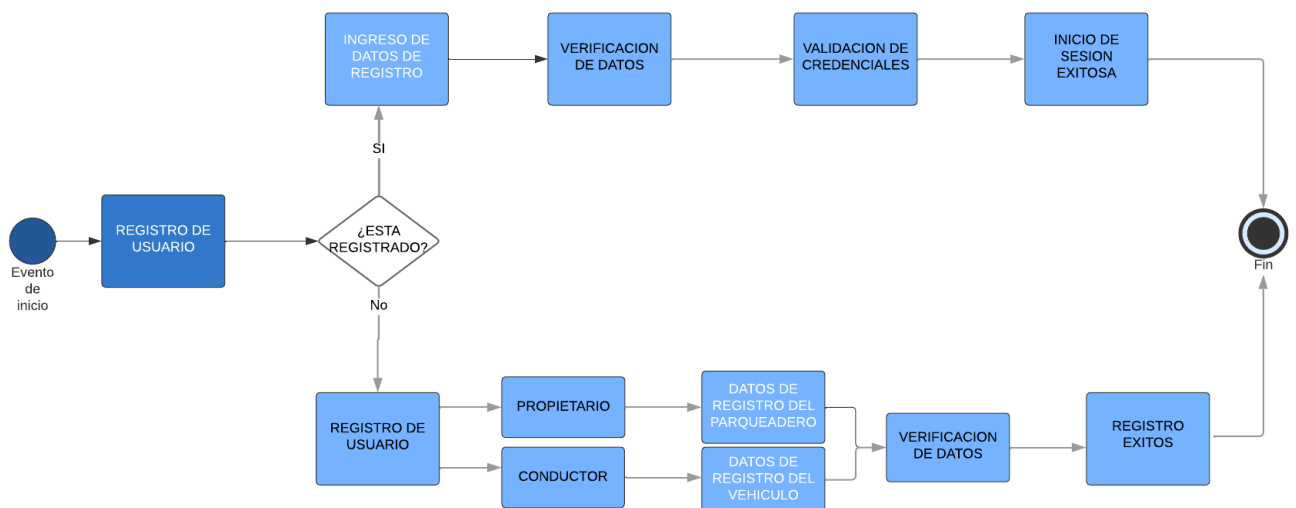 INGRESO DE
DATOS DE
REGISTRO
VERIFICACION
DE DATOS
VALIDACION DE
CREDENCIALES
INICIO DE
SESION
EXITOSA
SI
Evento
de
inicio
REGISTRO DE
USUARIO
¿ESTA
REGISTRADO?
Fin
No
REGISTRO DE
USUARIO
PROPIETARIO
DATOS DE
REGISTRO DEL
PARQUEADERO
CONDUCTOR
DATOS DE
REGISTRO DEL
VEHICULO
VERIFICACION
DE DATOS
REGISTRO
EXITOS